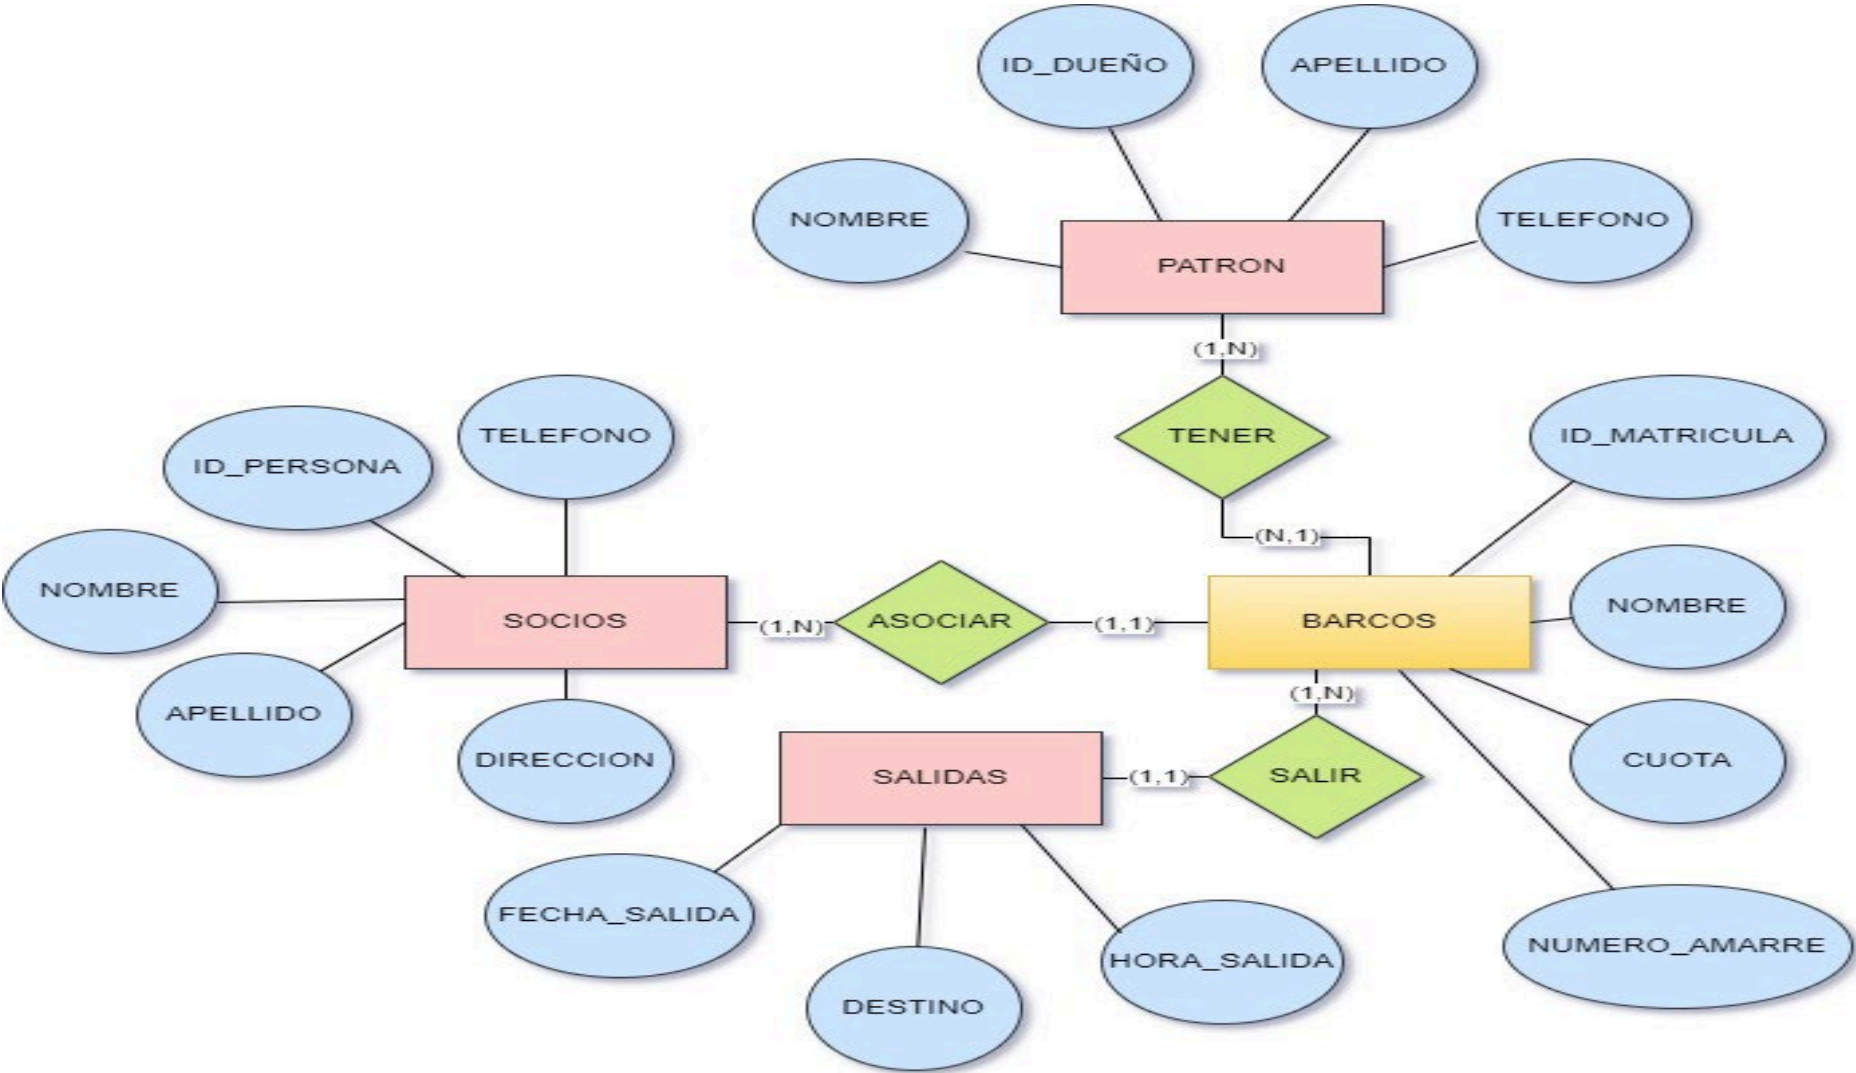 ID_DUEÑO
APELLIDO
NOMBRE
TELEFONO
PATRON
(1,N)
TENER
(N,1)
ID_PERSONA
TELEFONO
NOMBRE
APELLIDO
DIRECCION
SOCIOS
(1,N)
ASOCIAR
(1,1)
BARCOS
ID_MATRICULA
NOMBRE
CUOTA
NUMERO_AMARRE
(1,N)
SALIR
(1,1)
SALIDAS
FECHA_SALIDA
DESTINO
HORA_SALIDA